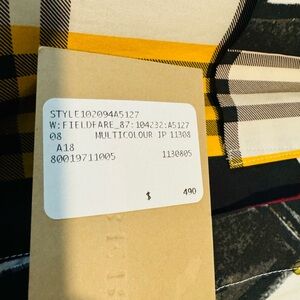 STYLE102094A5127
W:FIELDFARE_87:104232:A5127
08 MULTICOLOUR IP 11308
A18
80019711005 1130805
$ 490